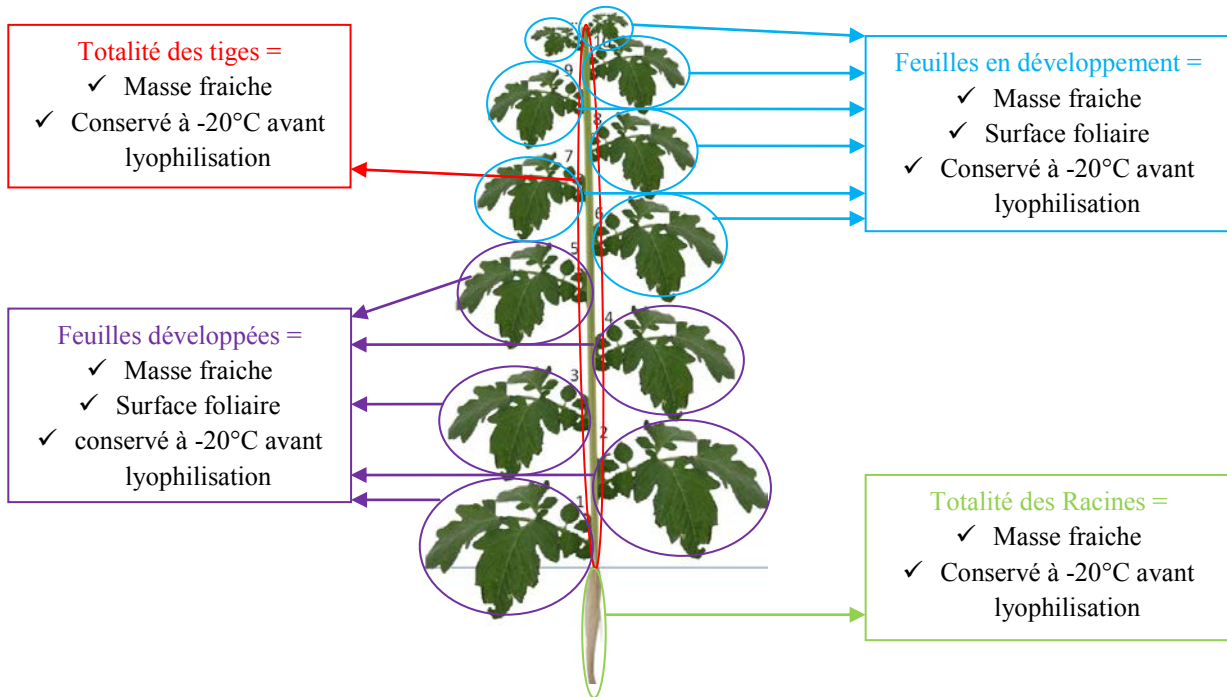 Totalité des tiges =
✓ Masse fraiche
✓ Conservé à -20°C avant
lyophilisation
Feuilles développées =
✓ Masse fraiche
✓ Surface foliaire
✓ conservé à -20°C avant
lyophilisation
10
9
8
7
6
5
4
3
2
1
Feuilles en développement =
✓ Masse fraiche
✓ Surface foliaire
✓ Conservé à -20°C avant
lyophilisation
Totalité des Racines =
✓ Masse fraiche
✓ Conservé à -20°C avant
lyophilisation